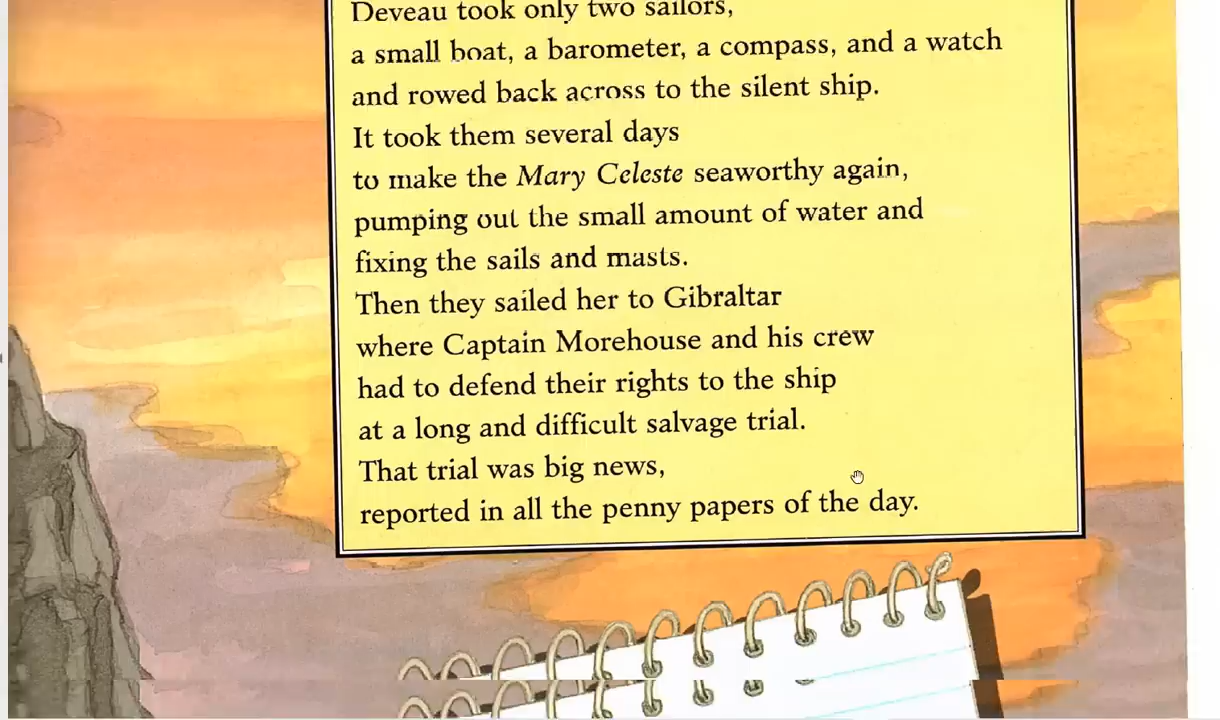 Deveau took only two sailors,
a small boat, a barometer, a compass, and a watch
and rowed back across to the silent ship.
It took them several days
to make the Mary Celeste seaworthy again,
pumping out the small amount of water and
fixing the sails and masts.
Then they sailed her to Gibraltar
where Captain Morehouse and his crew
had to defend their rights to the ship
at a long and difficult salvage trial.
That trial was big news,
reported in all the penny papers of the day.